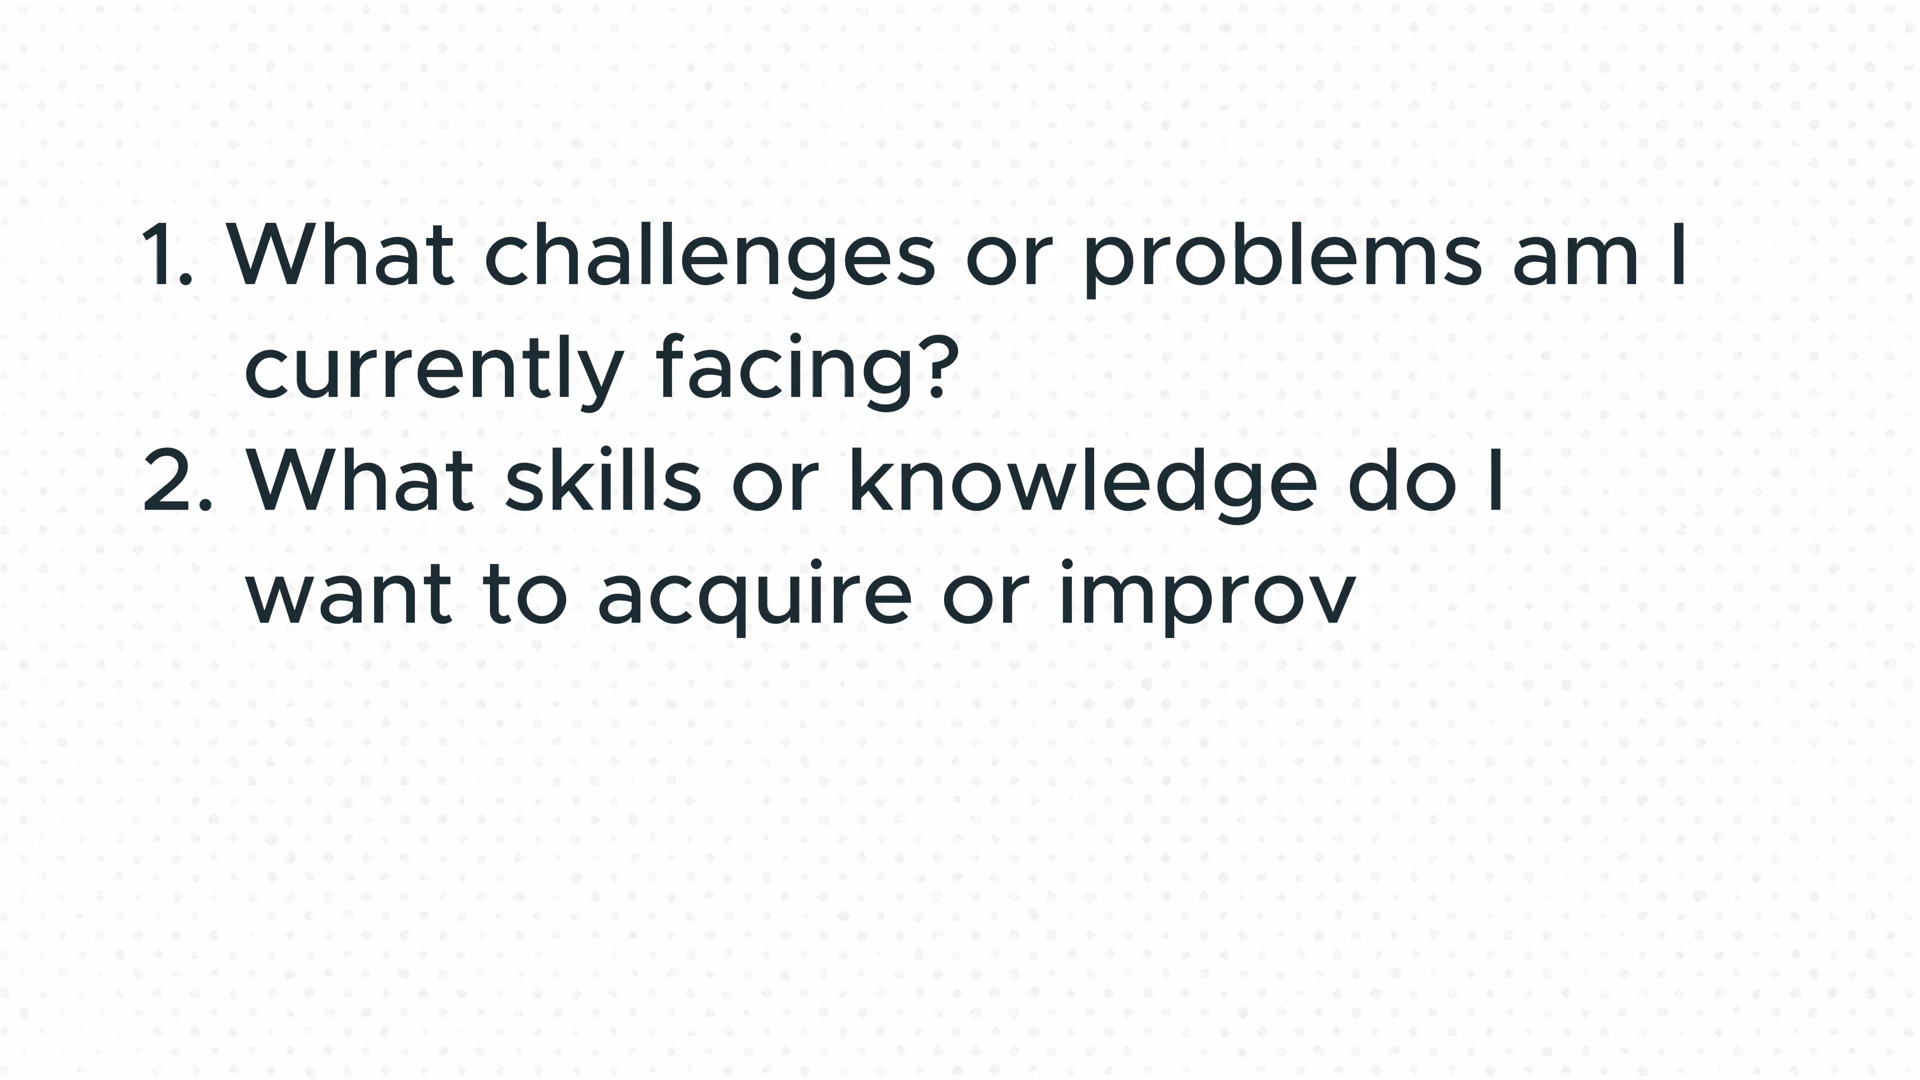 1. What challenges or problems am I
currently facing?
2. What skills or knowledge do I
want to acquire or improv